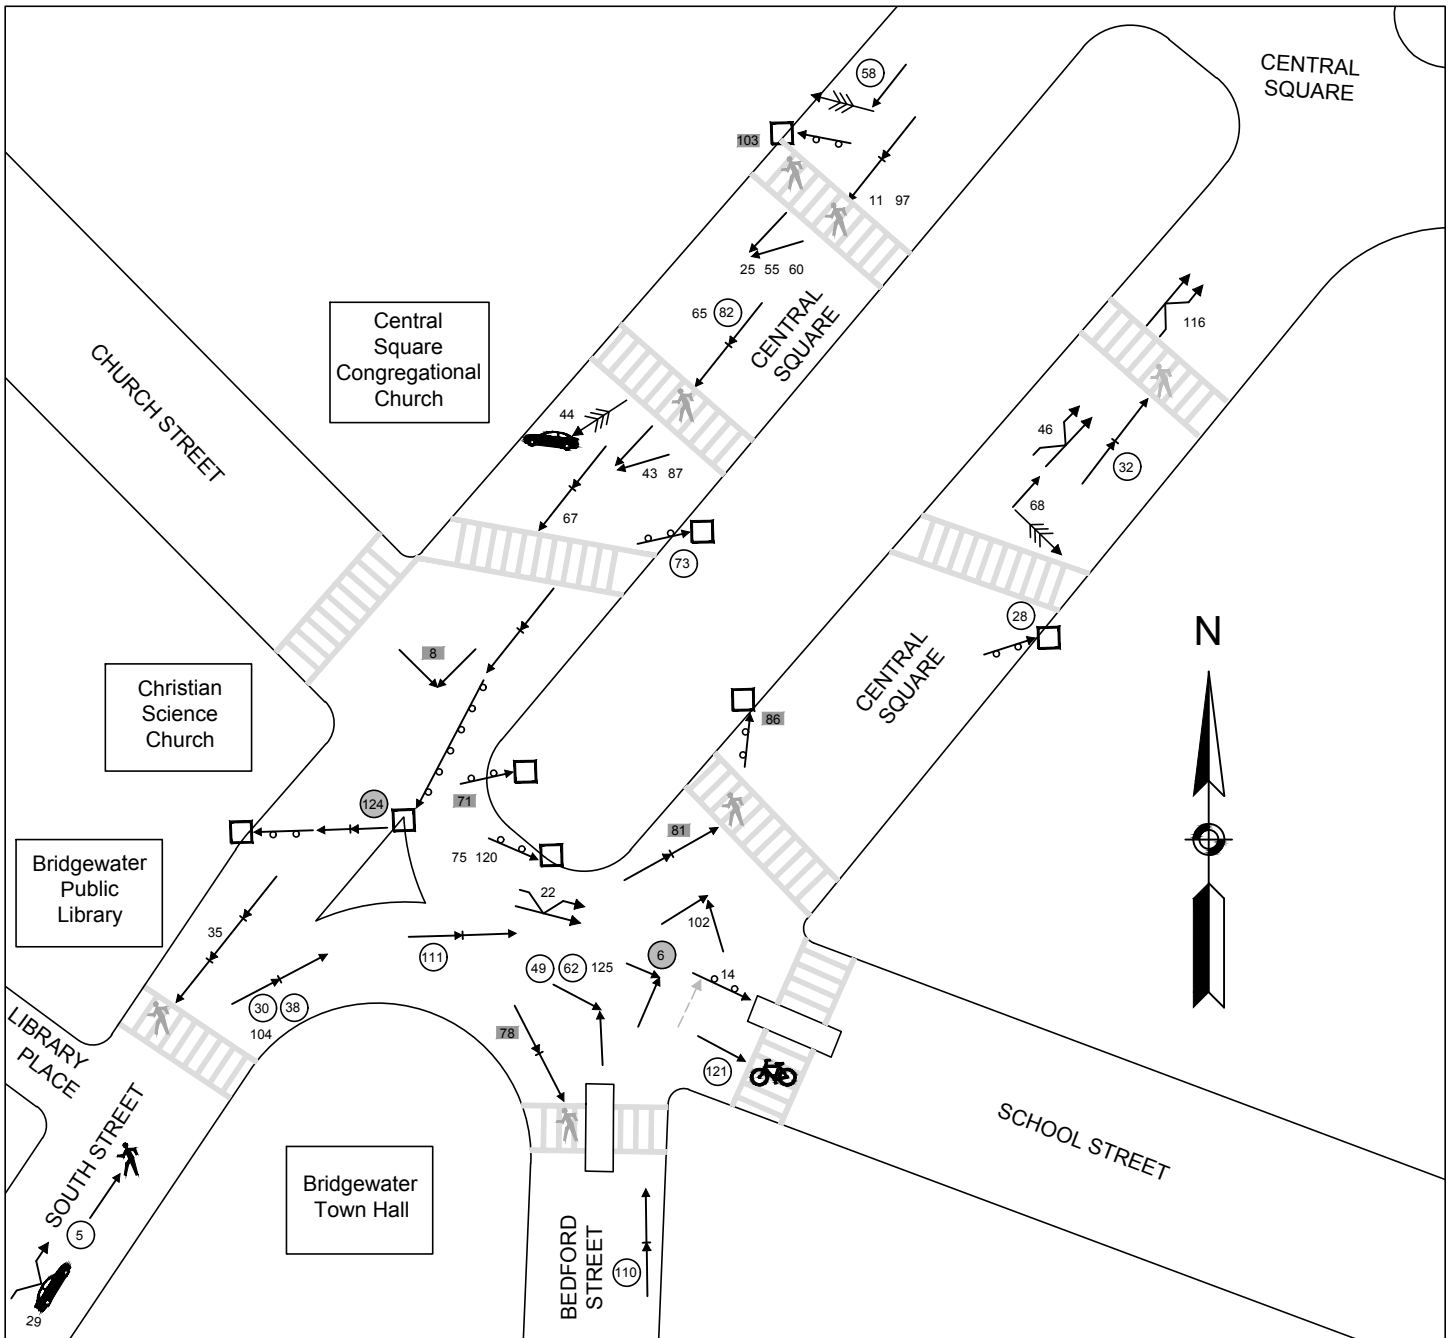 CENTRAL
SQUARE
58
103
11 97
25 55 60
65 82
CENTRAL
SQUARE
116
Central
Square
Congregational
Church
CHURCH STREET
44
43 87
46
32
67
68
73
28
N
8
CENTRAL
SQUARE
Christian
Science
Church
86
124
71
81
75 120
Bridgewater
Public
Library
22
35
102
111
6
49 62 125
14
30 38
104
78
LIBRARY
PLACE
121
SOUTH STREET
SCHOOL STREET
Bridgewater
Town Hall
5
BEDFORD
STREET
110
29